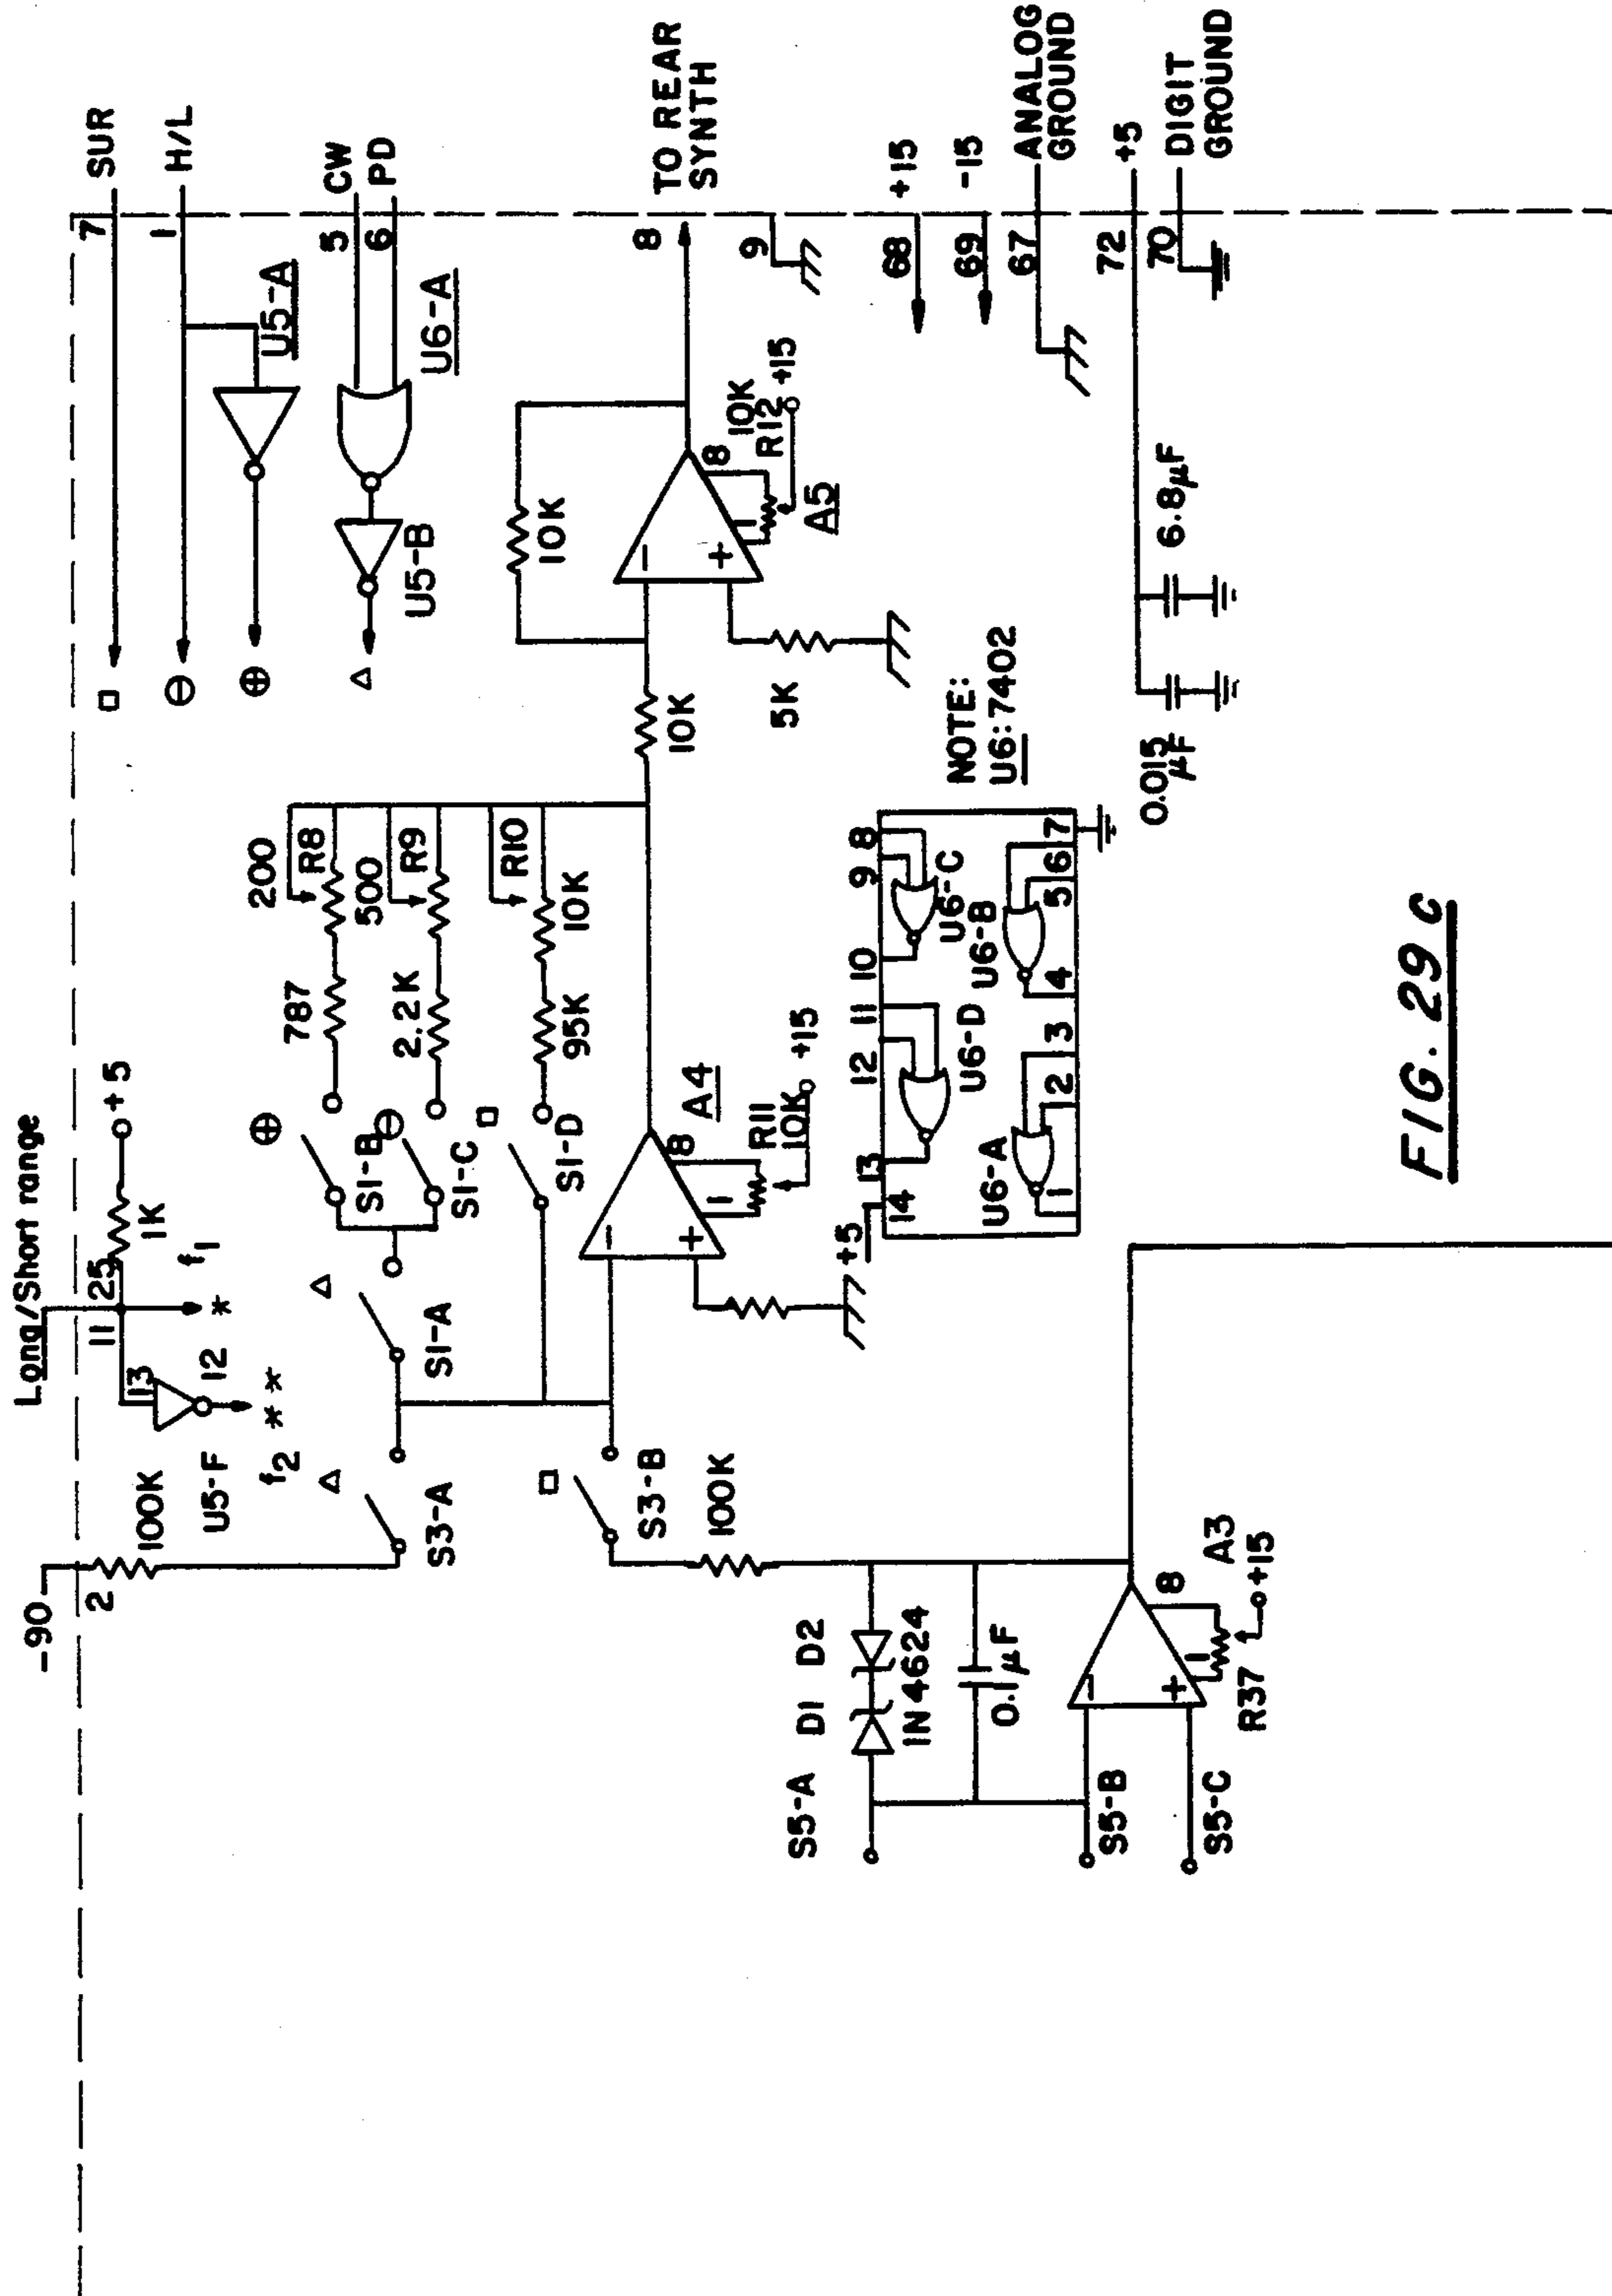 -90
2
100K
Long/Short range
11
25
1K
+5
13
12
U5-F
f2
* *
f1
*
7
SUR
1
H/L
U5-A
5
CW
6
PD
U6-A
U5-B
□
⊖
⊕
Δ
Δ
S3-A
Δ
S1-A
⊕
S1-B
⊖
S1-C
□
S1-D
787
200
R8
2.2K
500
R9
95K
10K
R10
□
S3-B
100K
A4
-
+
1
8
R11
10K
+15
10K
10K
5K
-
+
1
8
10K
R12
+15
A5
8
TO REAR
SYNTH
9
68
+15
69
-15
67
ANALOG
GROUND
72
+5
70
DIGIT
GROUND
6.8µF
0.015
µF
NOTE:
U6:7402
+5
14
13
12
11
10
9
8
U6-D
U6-C
U6-A
U6-B
1
2
3
4
5
6
7
S5-A
D1 D2
1N4624
0.1µF
S5-B
S5-C
-
+
1
8
A3
R37
+15
FIG. 29C